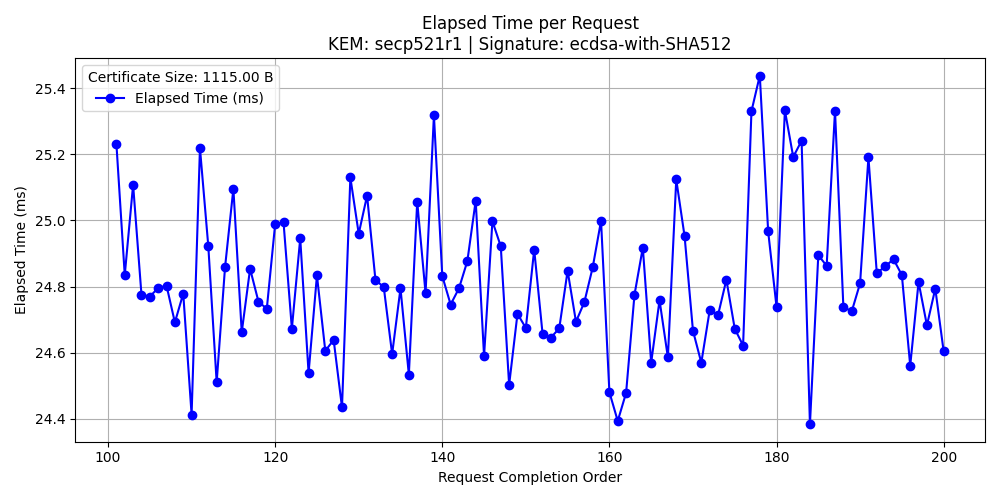 Elapsed Time per Request
KEM: secp521r1 | Signature: ecdsa-with-SHA512
Certificate Size: 1115.00 B
Elapsed Time (ms)
25.4
25.2
25.0
24.8
24.6
24.4
Elapsed Time (ms)
100 120 140 160 180 200
Request Completion Order